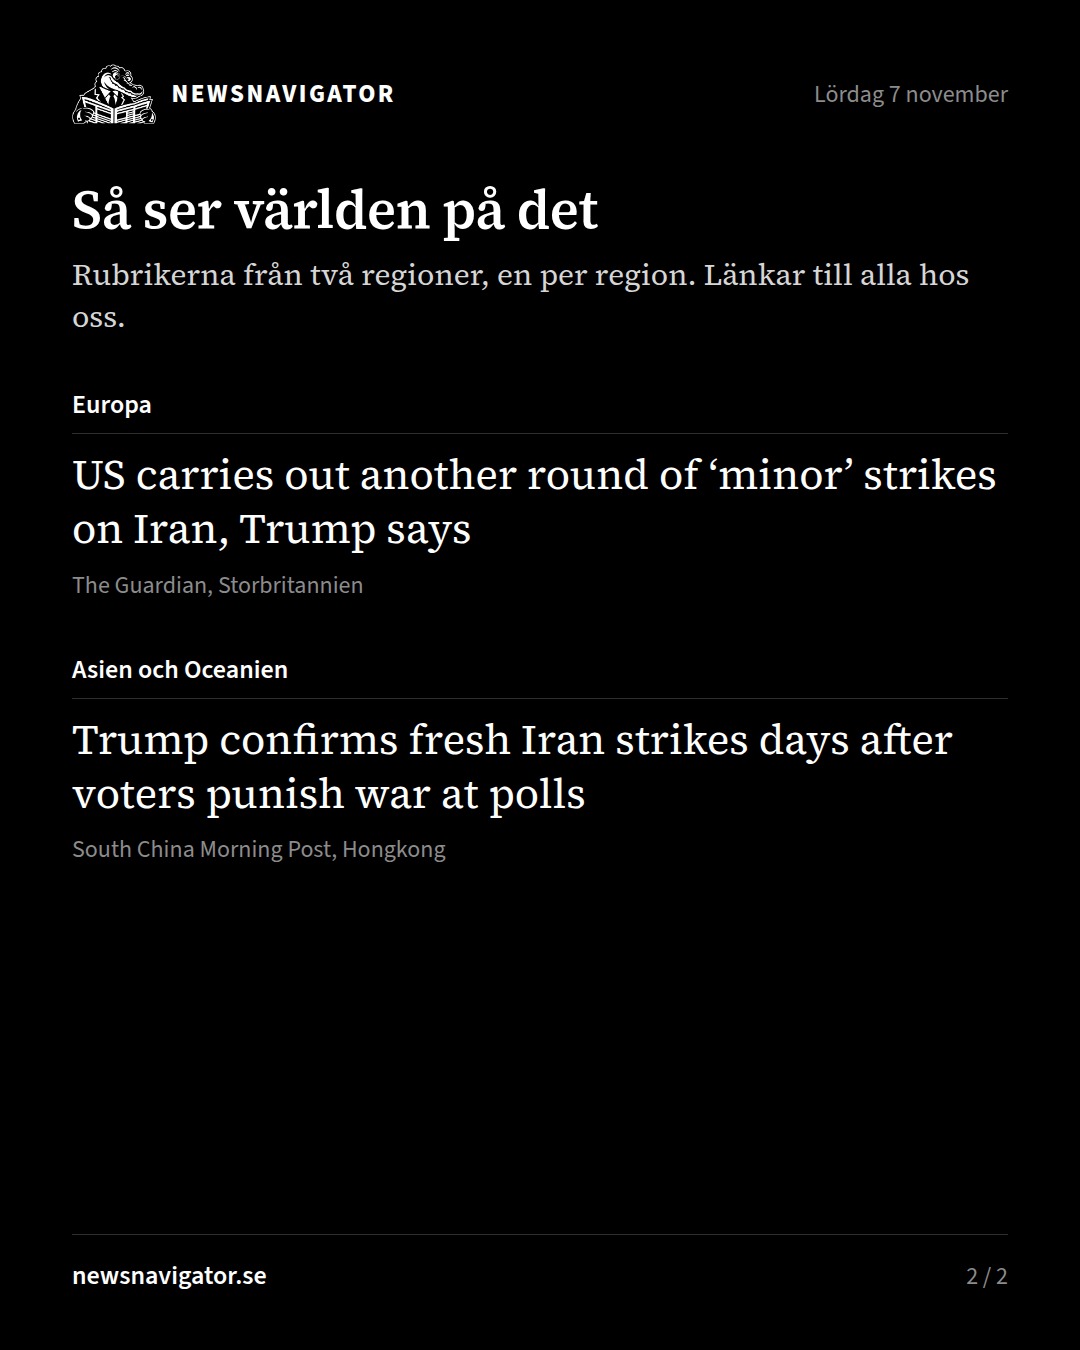 NEWSNAVIGATOR
Lördag 7 november
Så ser världen på det
Rubrikerna från två regioner, en per region. Länkar till alla hos
oss.
Europa
US carries out another round of ‘minor’ strikes
on Iran, Trump says
The Guardian, Storbritannien
Asien och Oceanien
Trump confirms fresh Iran strikes days after
voters punish war at polls
South China Morning Post, Hongkong
newsnavigator.se
2 / 2